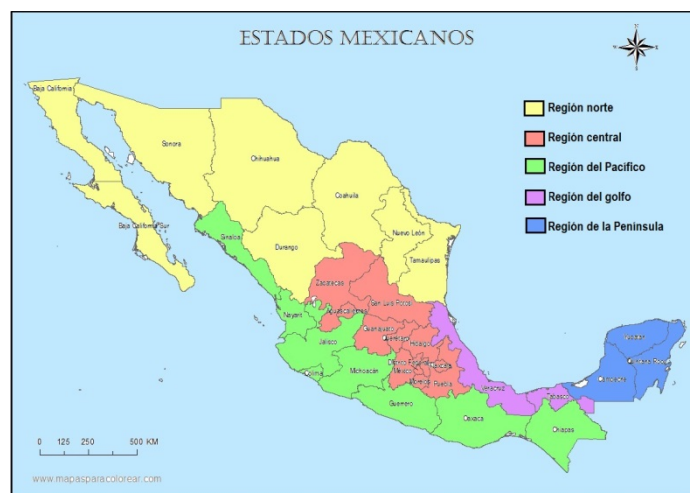 ESTADOS MEXICANOS
Baja California
Sonora
Chihuahua
Coahuila
Baja California Sur
Sinaloa
Durango
Nuevo León
Tamaulipas
Zacatecas
San Luis Potosí
Nayarit
Aguascalientes
Jalisco
Guanajuato
Querétaro
Hidalgo
Colima
Michoacán
Distrito Federal
México
Tlaxcala
Morelos
Puebla
Guerrero
Veracruz
Oaxaca
Tabasco
Chiapas
Campeche
Yucatán
Quintana Roo
Región norte
Región central
Región del Pacífico
Región del golfo
Región de la Península
0 125 250 500 KM
www.mapasparacolorear.com